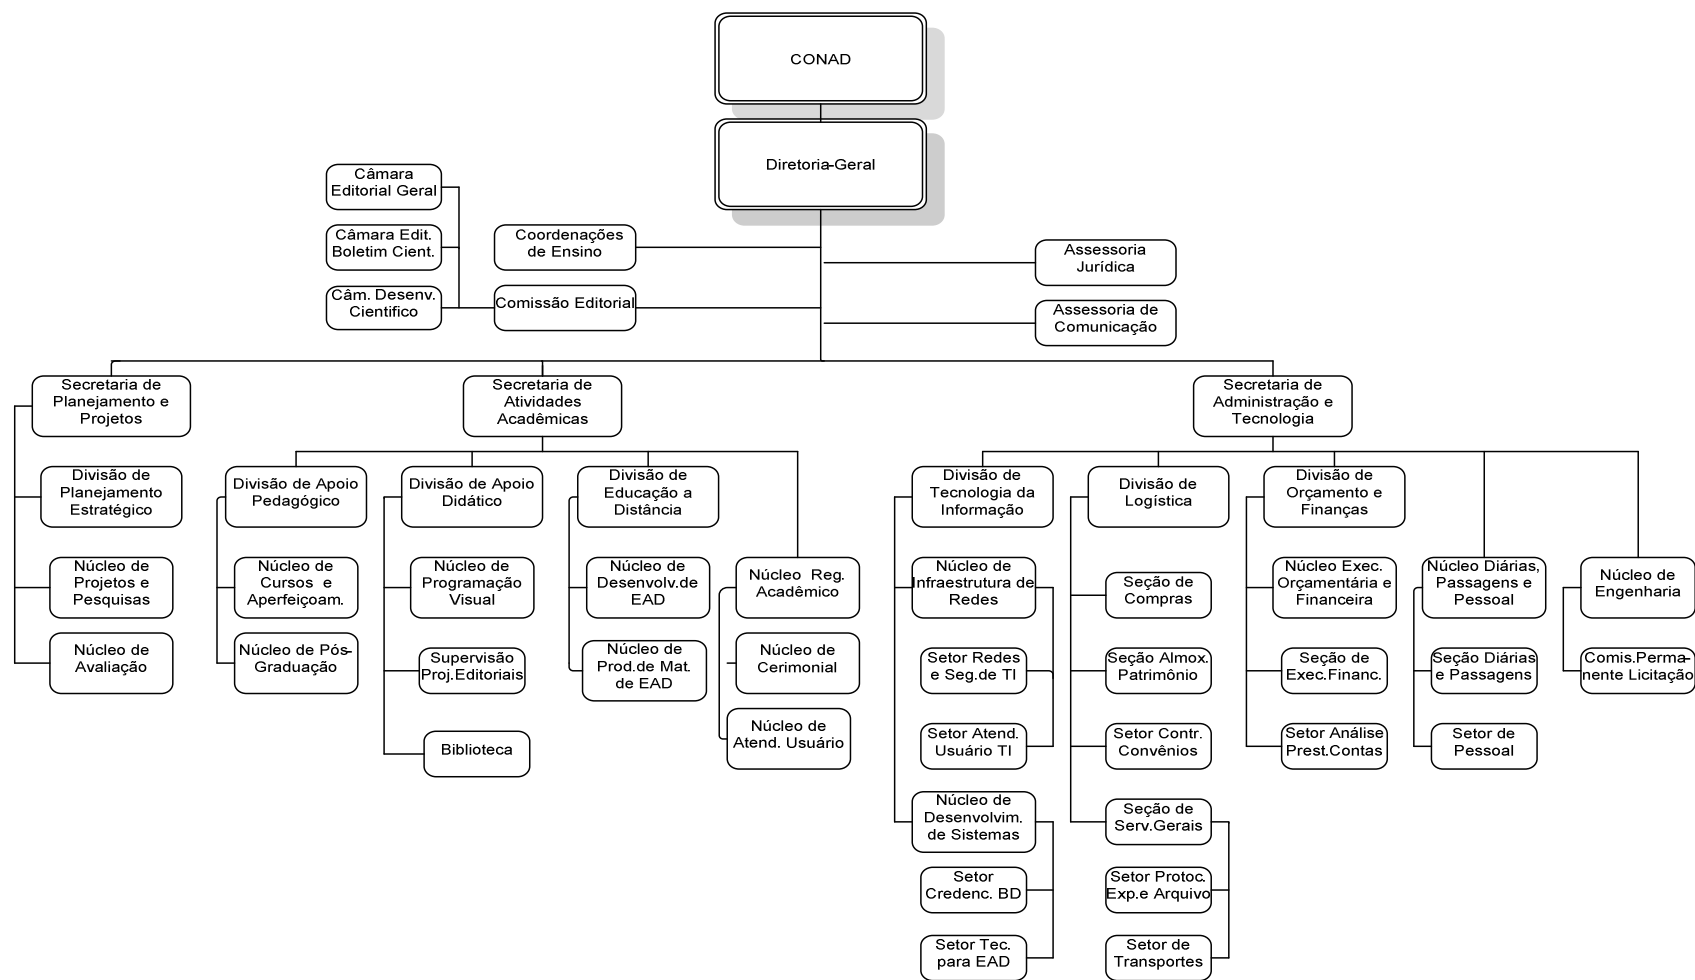 CONAD
Diretoria-Geral
Câmara
Editorial Geral
Câmara Edit.
Boletim Cient.
Câm. Desenv.
Cientifico
Coordenações
de Ensino
Comissão Editorial
Assessoria
Jurídica
Assessoria de
Comunicação
Secretaria de
Planejamento e
Projetos
Secretaria de
Atividades
Acadêmicas
Secretaria de
Administração e
Tecnologia
Divisão de
Planejamento
Estratégico
Núcleo de
Projetos e
Pesquisas
Núcleo de
Avaliação
Divisão de Apoio
Pedagógico
Núcleo de
Cursos e
Aperfeiçoam.
Núcleo de Pós-
Graduação
Divisão de Apoio
Didático
Núcleo de
Programação
Visual
Supervisão
Proj.Editoriais
Biblioteca
Divisão de
Educação a
Distância
Núcleo de
Desenvolv.de
EAD
Núcleo de
Prod.de Mat.
de EAD
Núcleo Reg.
Acadêmico
Núcleo de
Cerimonial
Núcleo de
Atend. Usuário
Divisão de
Tecnologia da
Informação
Núcleo de
Infraestrutura de
Redes
Setor Redes
e Seg.de TI
Setor Atend.
Usuário TI
Núcleo de
Desenvolvim.
de Sistemas
Setor
Credenc. BD
Setor Tec.
para EAD
Divisão de
Logística
Seção de
Compras
Seção Almox.
Patrimônio
Setor Contr.
Convênios
Seção de
Serv.Gerais
Setor Protoc.
Exp.e Arquivo
Setor de
Transportes
Divisão de
Orçamento e
Finanças
Núcleo Exec.
Orçamentária e
Financeira
Seção de
Exec.Financ.
Setor Análise
Prest.Contas
Núcleo Diárias,
Passagens e
Pessoal
Seção Diárias
e Passagens
Setor de
Pessoal
Núcleo de
Engenharia
Comis.Perma-
nente Licitação